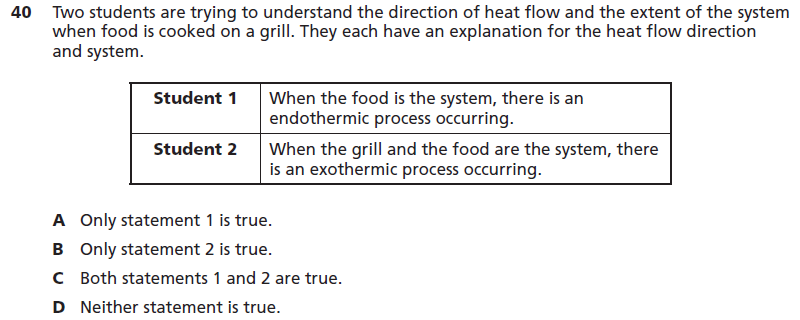 40 Two students are trying to understand the direction of heat flow and the extent of the system
when food is cooked on a grill. They each have an explanation for the heat flow direction
and system.
Student 1 When the food is the system, there is an
endothermic process occurring.
Student 2 When the grill and the food are the system, there
is an exothermic process occurring.
A Only statement 1 is true.
B Only statement 2 is true.
C Both statements 1 and 2 are true.
D Neither statement is true.